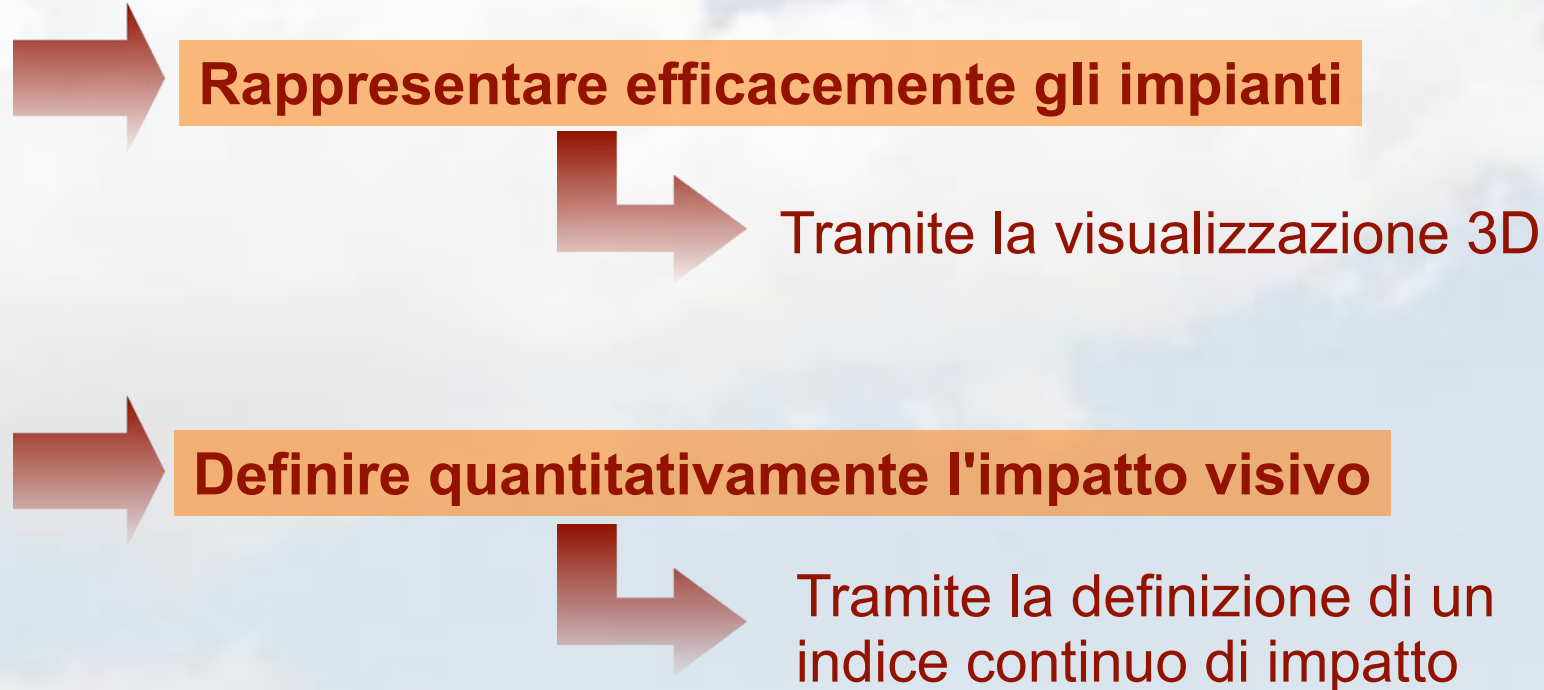 Rappresentare efficacemente gli impianti
Tramite la visualizzazione 3D
Definire quantitativamente l'impatto visivo
Tramite la definizione di un
indice continuo di impatto